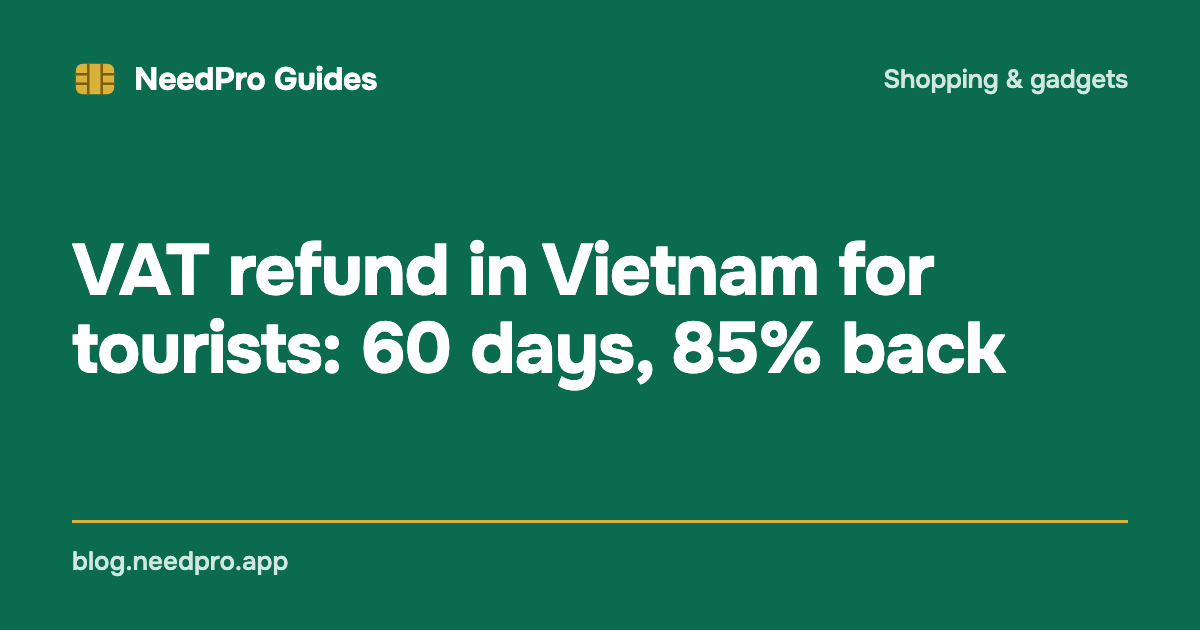 NeedPro Guides
Shopping & gadgets
VAT refund in Vietnam for
tourists: 60 days, 85% back
blog.needpro.app